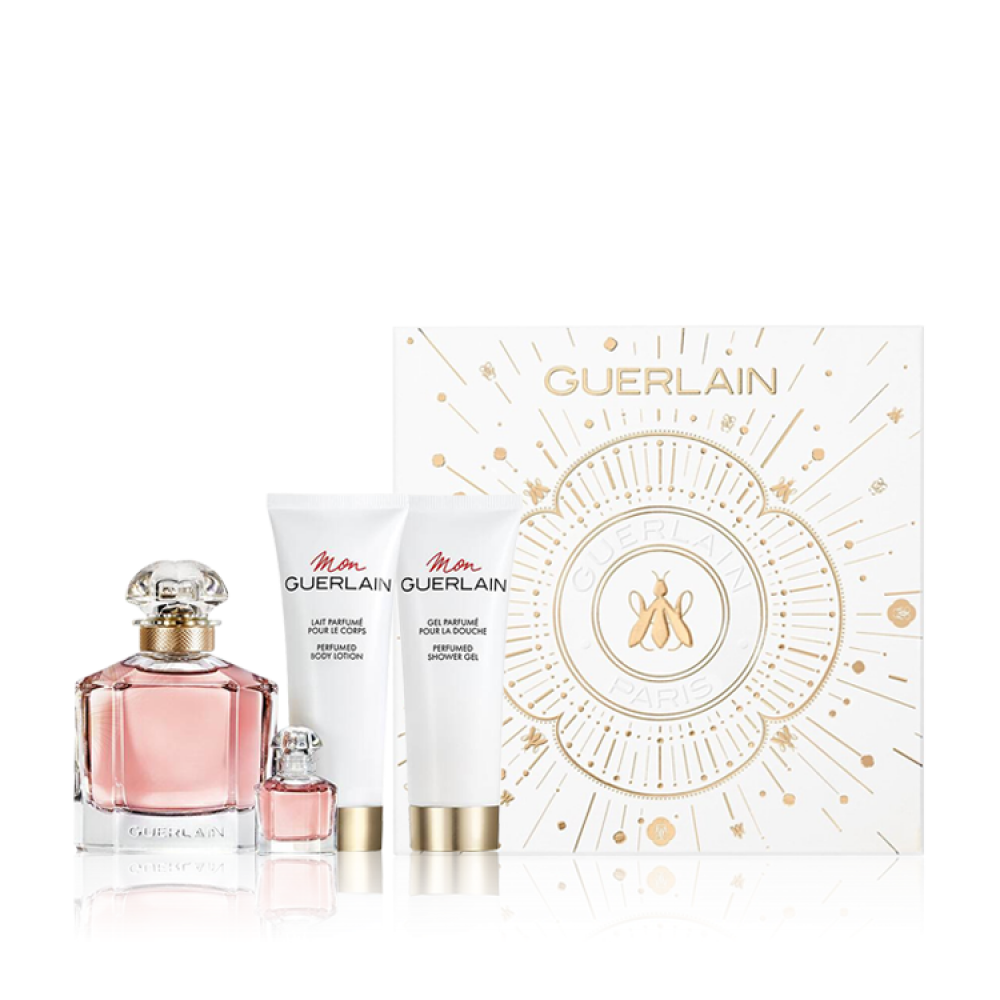 GUERLAIN
GUERLAIN
PARIS
Mon
GUERLAIN
LAIT PARFUMÉ
POUR LE CORPS
PERFUMED
BODY LOTION
Mon
GUERLAIN
GEL PARFUMÉ
POUR LA DOUCHE
PERFUMED
SHOWER GEL
GUERLAIN